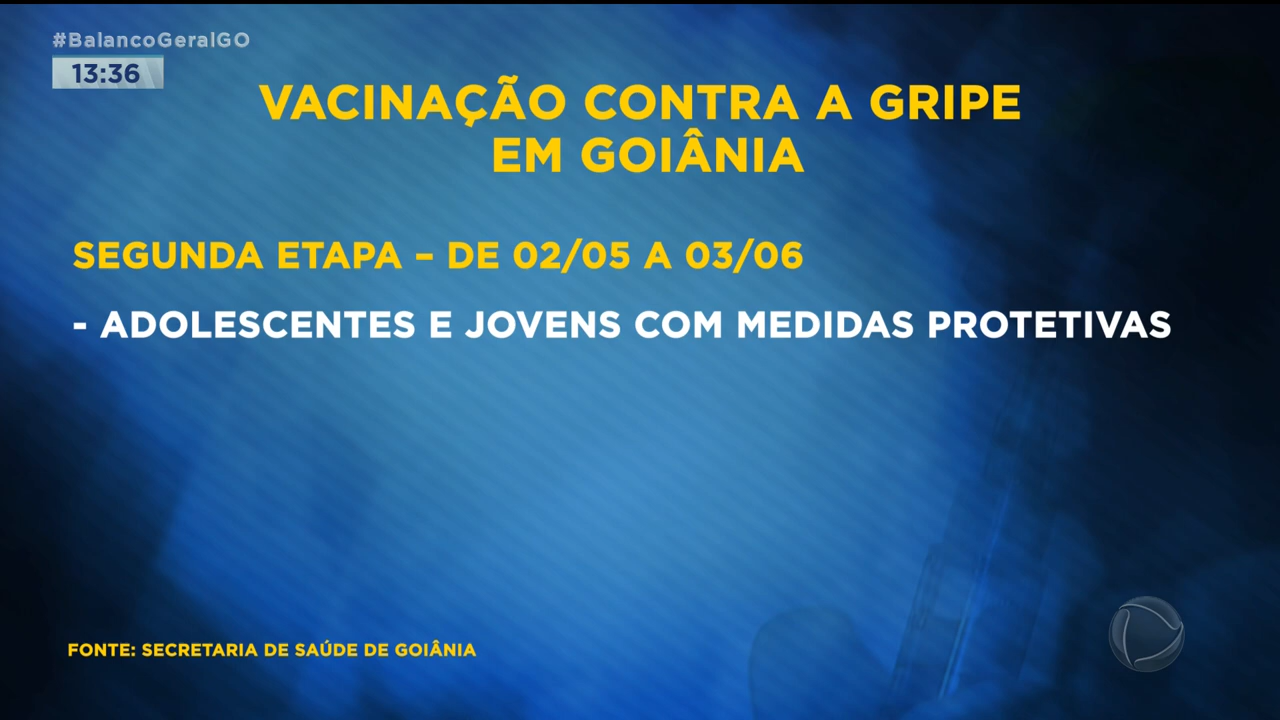 #BalancoGeralGO
13:36
VACINAÇÃO CONTRA A GRIPE
EM GOIÂNIA
SEGUNDA ETAPA – DE 02/05 A 03/06
- ADOLESCENTES E JOVENS COM MEDIDAS PROTETIVAS
FONTE: SECRETARIA DE SAÚDE DE GOIÂNIA